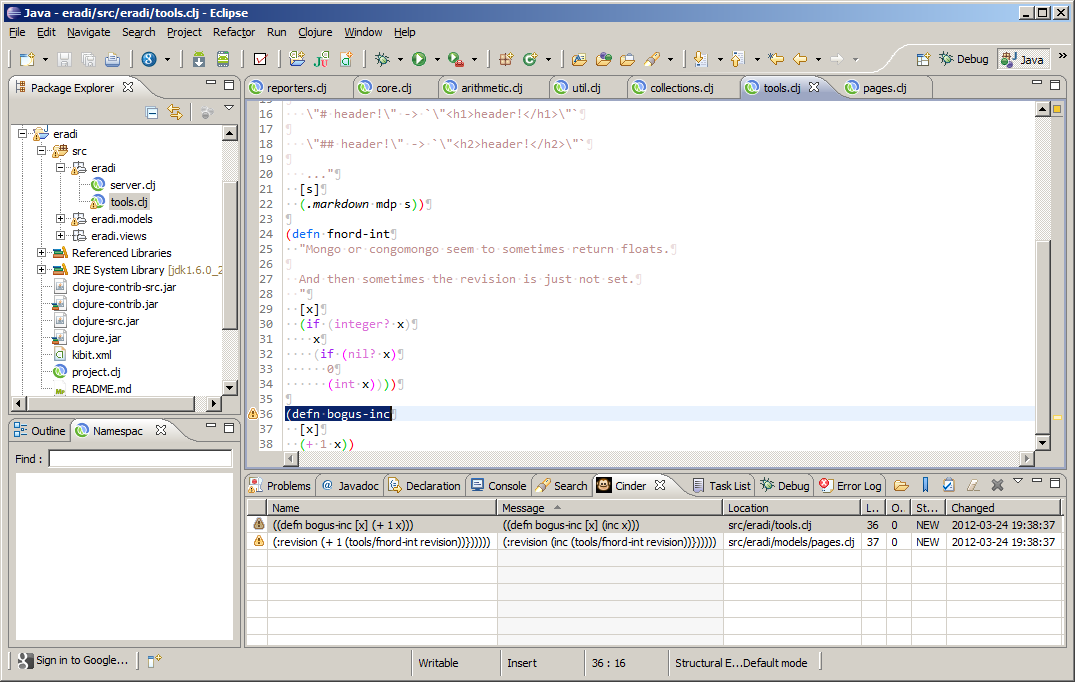 Java - eradi/src/eradi/tools.clj - Eclipse
File Edit Navigate Search Project Refactor Run Clojure Window Help
Debug Java
Package Explorer
eradi
src
eradi
server.clj
tools.clj
eradi.models
eradi.views
Referenced Libraries
JRE System Library [jdk1.6.0_2
clojure-contrib-src.jar
clojure-contrib.jar
clojure-src.jar
clojure.jar
kibit.xml
project.clj
README.md
Outline Namespac
Find :
reporters.clj core.clj arithmetic.clj util.clj collections.clj tools.clj pages.clj
16 \"# header!\" -> `\"<h1>header!</h1>\"`¶
17 ¶
18 \"## header!\" -> `\"<h2>header!</h2>\"`¶
19 ¶
20 ..."¶
21 [s]¶
22 (.markdown mdp s))¶
23 ¶
24 (defn fnord-int¶
25 "Mongo or congomongo seem to sometimes return floats.¶
26 ¶
27 And then sometimes the revision is just not set.¶
28 "¶
29 [x]¶
30 (if (integer? x)¶
31 x¶
32 (if (nil? x)¶
33 0¶
34 (int x))))¶
35 ¶
36 (defn bogus-inc¶
37 [x]¶
38 (+ 1 x))
Problems Javadoc Declaration Console Search Cinder Task List Debug Error Log
Name Message Location L.. O. St... Changed
((defn bogus-inc [x] (+ 1 x))) ((defn bogus-inc [x] (inc x))) src/eradi/tools.clj 36 0 NEW 2012-03-24 19:38:37
(:revision (+ 1 (tools/fnord-int revision))})))))) (:revision (inc (tools/fnord-int revision))})))))) src/eradi/models/pages.clj 37 0 NEW 2012-03-24 19:38:37
Sign in to Google... Writable Insert 36 : 16 Structural E...Default mode